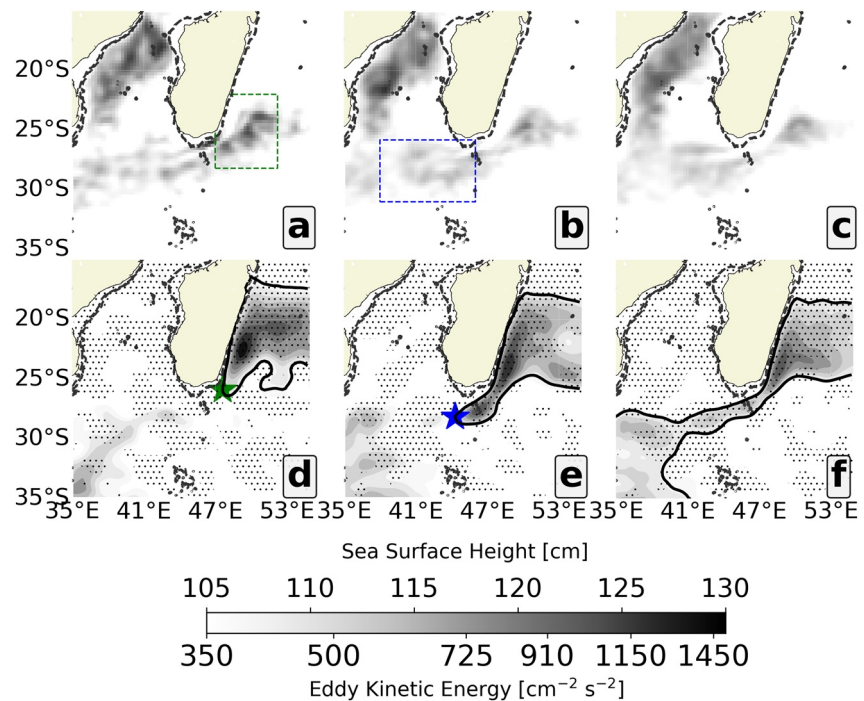 20°S
25°S
30°S
35°S
a
b
c
20°S
25°S
30°S
35°S
d
e
f
35°E 41°E 47°E 53°E 35°E 41°E 47°E 53°E 35°E 41°E 47°E 53°E
Sea Surface Height [cm]
105 110 115 120 125 130
350 500 725 910 1150 1450
Eddy Kinetic Energy [cm⁻² s⁻²]